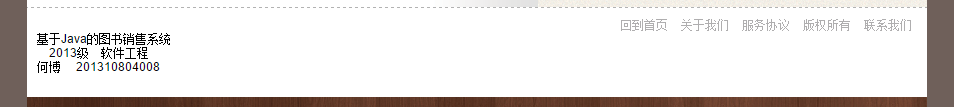 回到首页 关于我们 服务协议 版权所有 联系我们
基于Java的图书销售系统
2013级 软件工程
何博 201310804008